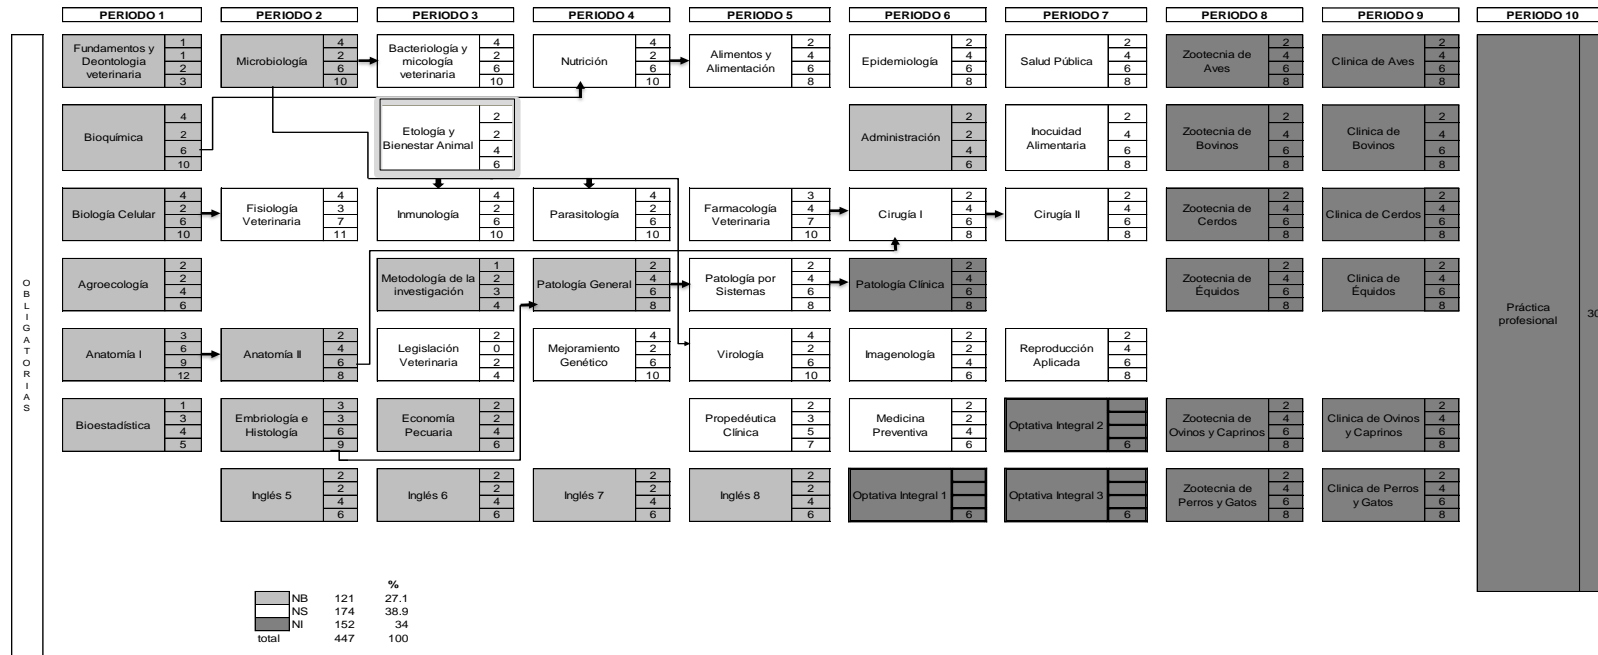 PERIODO 1 PERIODO 2 PERIODO 3 PERIODO 4 PERIODO 5 PERIODO 6 PERIODO 7 PERIODO 8 PERIODO 9 PERIODO 10
OBLIGATORIAS
Fundamentos y
Deontologia
veterinaria
1
1
2
3
Microbiología
4
2
6
10
Bacteriología y
micología
veterinaria
4
2
6
10
Nutrición
4
2
6
10
Alimentos y
Alimentación
2
4
6
8
Epidemiología
2
4
6
8
Salud Pública
2
4
6
8
Zootecnia de
Aves
2
4
6
8
Clinica de Aves
2
4
6
8
Bioquímica
4
2
6
10
Etología y
Bienestar Animal
2
2
4
6
Administración
2
2
4
6
Inocuidad
Alimentaria
2
4
6
8
Zootecnia de
Bovinos
2
4
6
8
Clinica de
Bovinos
2
4
6
8
Biología Celular
4
2
6
10
Fisiología
Veterinaria
4
3
7
11
Inmunología
4
2
6
10
Parasitología
4
2
6
10
Farmacología
Veterinaria
3
4
7
10
Cirugía I
2
4
6
8
Cirugía II
2
4
6
8
Zootecnia de
Cerdos
2
4
6
8
Clinica de Cerdos
2
4
6
8
Agroecología
2
2
4
6
Metodología de la
investigación
1
2
3
4
Patología General
2
4
6
8
Patología por
Sistemas
2
4
6
8
Patología Clínica
2
4
6
8
Zootecnia de
Équidos
2
4
6
8
Clinica de
Équidos
2
4
6
8
Práctica
profesional
30
Anatomía I
3
6
9
12
Anatomía II
2
4
6
8
Legislación
Veterinaria
2
0
2
4
Mejoramiento
Genético
4
2
6
10
Virología
4
2
6
10
Imagenología
2
2
4
6
Reproducción
Aplicada
2
4
6
8
Bioestadística
1
3
4
5
Embriología e
Histología
3
3
6
9
Economía
Pecuaria
2
2
4
6
Propedéutica
Clínica
2
3
5
7
Medicina
Preventiva
2
2
4
6
Optativa Integral 2
6
Zootecnia de
Ovinos y Caprinos
2
4
6
8
Clinica de Ovinos
y Caprinos
2
4
6
8
Inglés 5
2
2
4
6
Inglés 6
2
2
4
6
Inglés 7
2
2
4
6
Inglés 8
2
2
4
6
Optativa Integral 1
6
Optativa Integral 3
6
Zootecnia de
Perros y Gatos
2
4
6
8
Clinica de Perros
y Gatos
2
4
6
8
%
NB 121 27.1
NS 174 38.9
NI 152 34
total 447 100